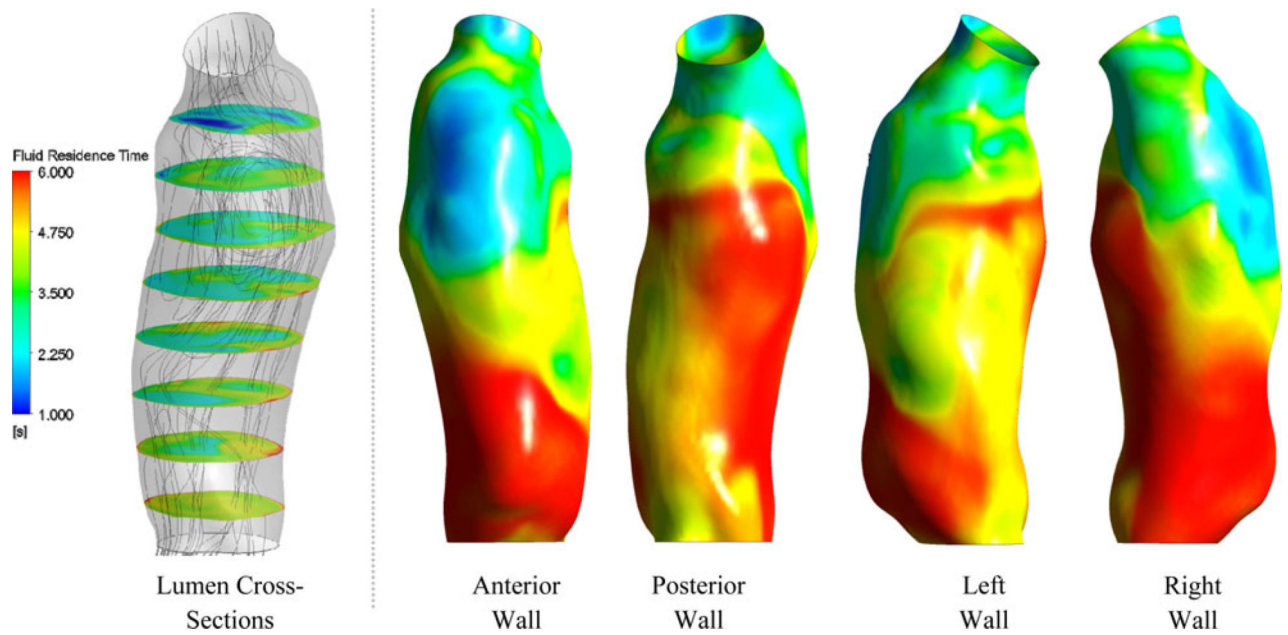 Fluid Residence Time
6.000
4.750
3.500
2.250
1.000
[s]
Lumen Cross-
Sections
Anterior
Wall
Posterior
Wall
Left
Wall
Right
Wall